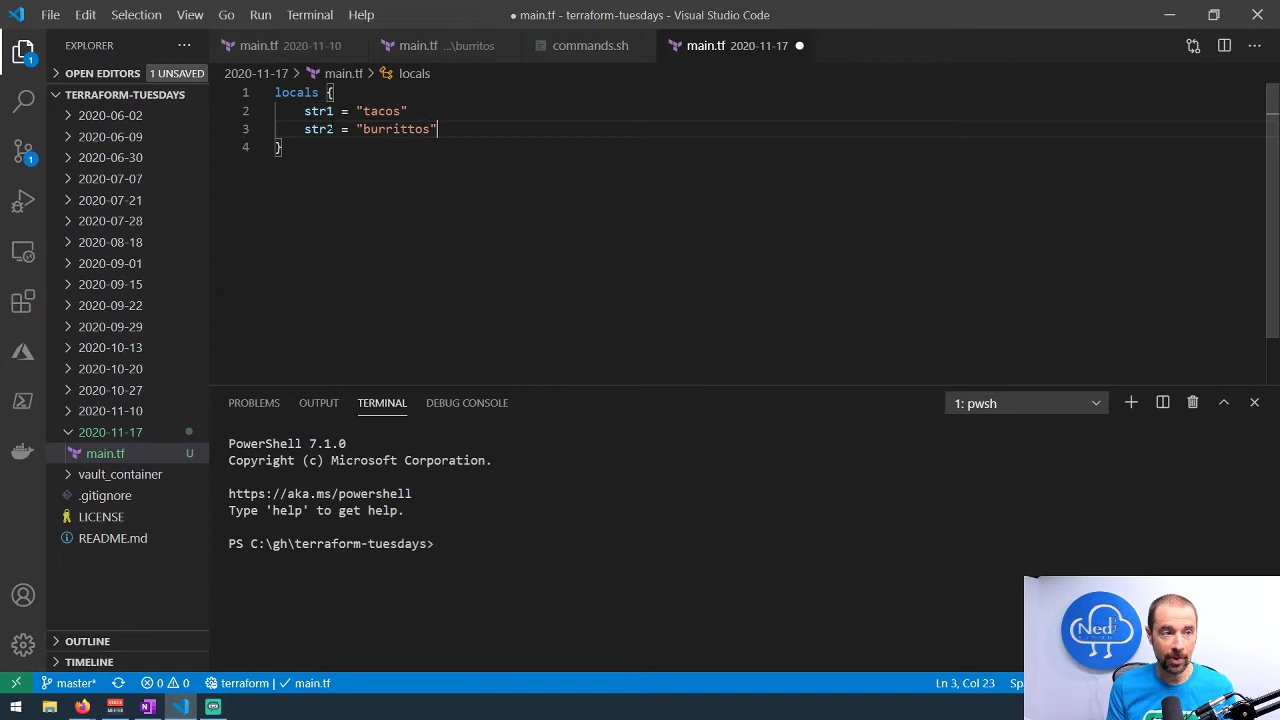 File Edit Selection View Go Run Terminal Help
● main.tf - terraform-tuesdays - Visual Studio Code
EXPLORER
main.tf 2020-11-10
main.tf ...\burritos
commands.sh
main.tf 2020-11-17
OPEN EDITORS 1 UNSAVED
2020-11-17 > main.tf > locals
TERRAFORM-TUESDAYS
2020-06-02
2020-06-09
2020-06-30
2020-07-07
2020-07-21
2020-07-28
2020-08-18
2020-09-01
2020-09-15
2020-09-22
2020-09-29
2020-10-13
2020-10-20
2020-10-27
2020-11-10
2020-11-17
main.tf U
vault_container
.gitignore
LICENSE
README.md
OUTLINE
TIMELINE
1 locals {
2 str1 = "tacos"
3 str2 = "burrittos"
4 }
PROBLEMS OUTPUT TERMINAL DEBUG CONSOLE
1: pwsh
PowerShell 7.1.0
Copyright (c) Microsoft Corporation.
https://aka.ms/powershell
Type 'help' to get help.
PS C:\gh\terraform-tuesdays>
Ned
1
1
master* 0 0 terraform | ✓ main.tf
Ln 3, Col 23